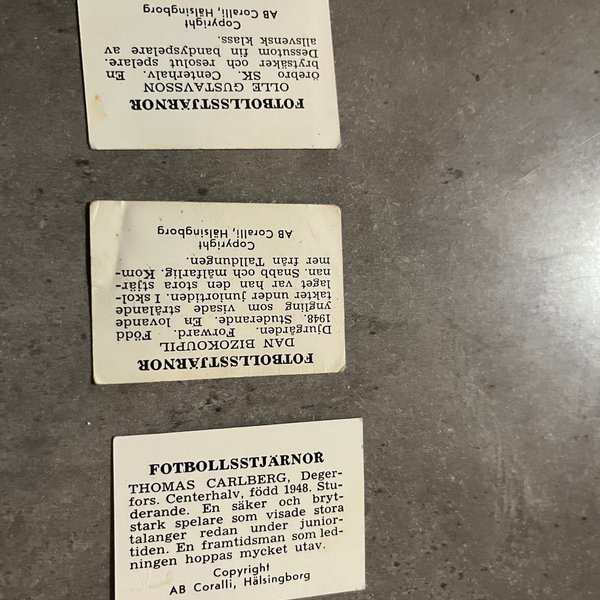 FOTBOLLSSTJÄRNOR
OLLE GUSTAVSSON
Örebro SK. Centerhalv. En
brytsäker och resolut spelare.
Dessutom fin bandyspelare av
allsvensk klass.
Copyright
AB Coralli, Hälsingborg
FOTBOLLSSTJÄRNOR
DAN BIZOKOUPIL
Djurgården. Forward. Född
1948. Studerande. En lovande
yngling som visade strålande
takter under juniortiden. I skol-
laget var han den stora stjär-
nan. Snabb och målfarlig. Kom-
mer från Talldungen.
Copyright
AB Coralli, Hälsingborg
FOTBOLLSSTJÄRNOR
THOMAS CARLBERG, Deger-
fors. Centerhalv, född 1948. Stu-
derande. En säker och bryt-
stark spelare som visade stora
talanger redan under junior-
tiden. En framtidsman som led-
ningen hoppas mycket utav.
Copyright
AB Coralli, Hälsingborg